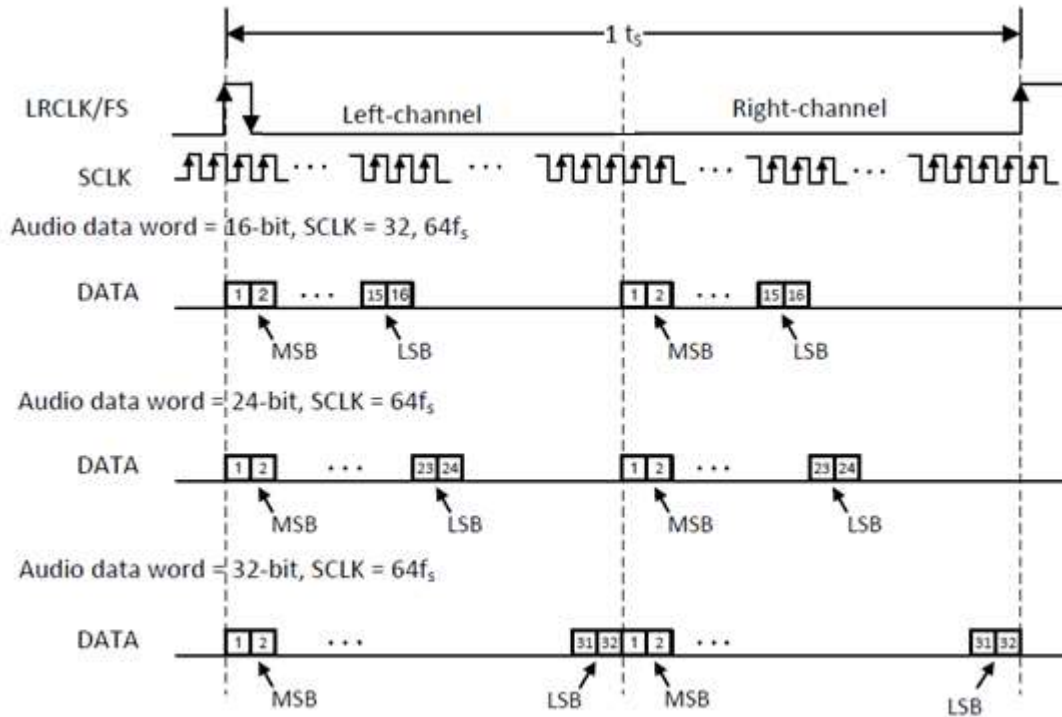 1 tₛ
LRCLK/FS Left-channel Right-channel
SCLK ... ... ... ...
Audio data word = 16-bit, SCLK = 32, 64fₛ
DATA 1 2 ... 15 16 1 2 ... 15 16
MSB LSB MSB LSB
Audio data word = 24-bit, SCLK = 64fₛ
DATA 1 2 ... 23 24 1 2 ... 23 24
MSB LSB MSB LSB
Audio data word = 32-bit, SCLK = 64fₛ
DATA 1 2 ... 31 32 1 2 ... 31 32
MSB LSB MSB LSB